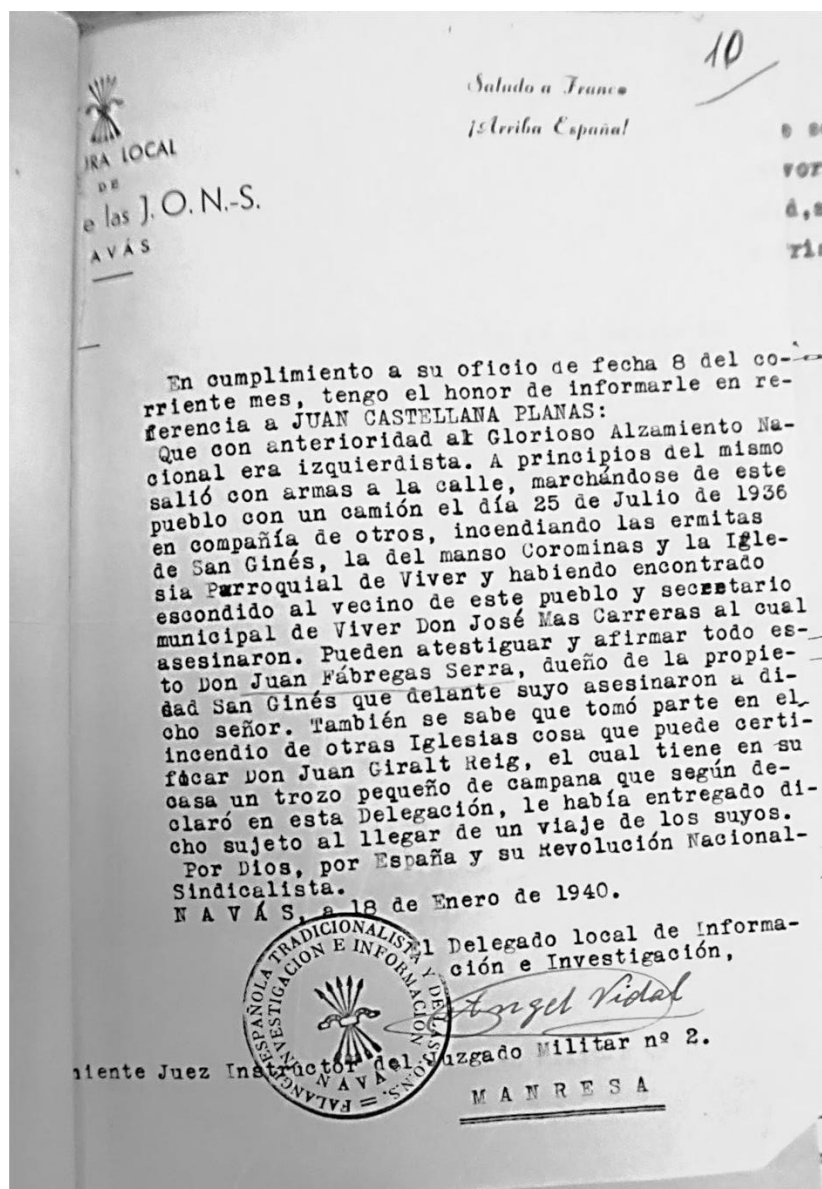 10
Saludo a Franco
¡Arriba España!
LOCAL
DE
e las J. O. N.-S.
AVÁS
En cumplimiento a su oficio de fecha 8 del co-
rriente mes, tengo el honor de informarle en re-
ferencia a JUAN CASTELLANA PLANAS:
Que con anterioridad al Glorioso Alzamiento Na-
cional era izquierdista. A principios del mismo
salió con armas a la calle, marchándose de este
pueblo con un camión el día 25 de Julio de 1936
en compañía de otros, incendiando las ermitas
de San Ginés, la del manso Corominas y la Igle-
sia Parroquial de Viver y habiendo encontrado
escondido al vecino de este pueblo y secretario
municipal de Viver Don José Mas Carreras al cual
asesinaron. Pueden atestiguar y afirmar todo es-
to Don Juan Fábregas Serra, dueño de la propie-
dad San Ginés que delante suyo asesinaron a di-
cho señor. También se sabe que tomó parte en el
incendio de otras Iglesias cosa que puede certi-
ficar Don Juan Giralt Reig, el cual tiene en su
casa un trozo pequeño de campana que según de-
claró en esta Delegación, le había entregado di-
cho sujeto al llegar de un viaje de los suyos.
Por Dios, por España y su Revolución Nacional-
Sindicalista.
N A V Á S, a 18 de Enero de 1940.
El Delegado local de Informa-
ción e Investigación,
Angel Vidal
FALANGE ESPAÑOLA TRADICIONALISTA Y DE LAS J.O.N.S.
INVESTIGACION E INFORMACIÓN
NAVÁS
niente Juez Instructor del Juzgado Militar nº 2.
M A N R E S A